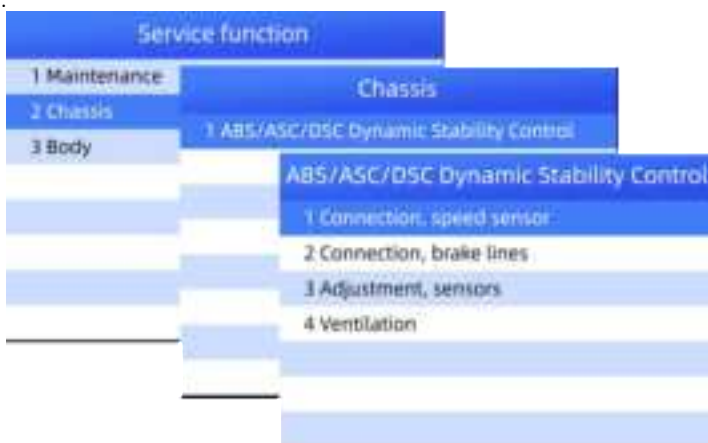 .
Service function
1 Maintenance
2 Chassis
3 Body
Chassis
1 ABS/ASC/DSC Dynamic Stability Control
ABS/ASC/DSC Dynamic Stability Control
1 Connection, speed sensor
2 Connection, brake lines
3 Adjustment, sensors
4 Ventilation